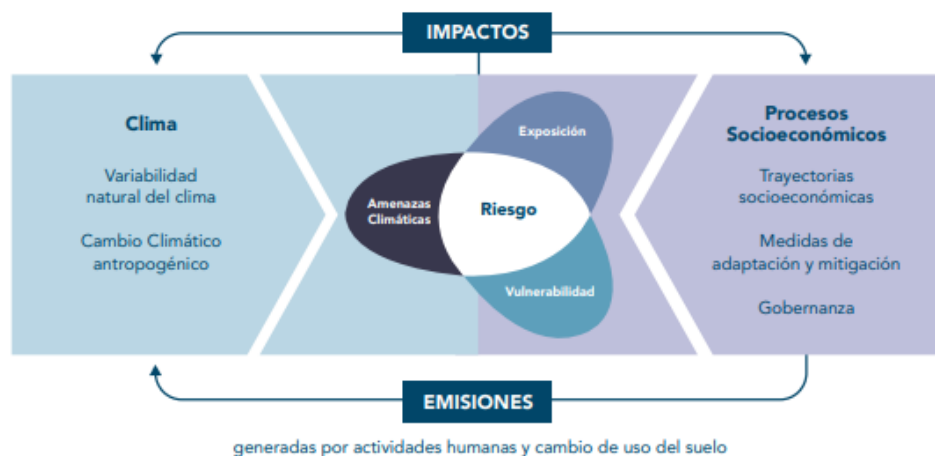 IMPACTOS
Clima
Variabilidad
natural del clima
Cambio Climático
antropogénico
Exposición
Amenazas
Climáticas
Riesgo
Vulnerabilidad
Procesos
Socioeconómicos
Trayectorias
socioeconómicas
Medidas de
adaptación y mitigación
Gobernanza
EMISIONES
generadas por actividades humanas y cambio de uso del suelo